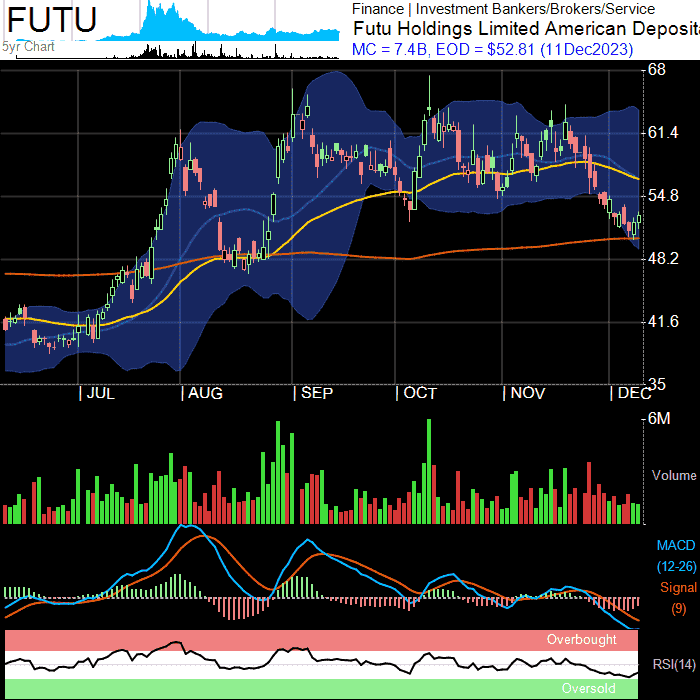 FUTU
5yr Chart
Finance | Investment Bankers/Brokers/Service
Futu Holdings Limited American Deposit
MC = 7.4B, EOD = $52.81 (11Dec2023)
68
61.4
54.8
48.2
41.6
35
| JUL | AUG | SEP | OCT | NOV | DEC
6M
Volume
MACD
(12-26)
Signal
(9)
Overbought
RSI(14)
Oversold